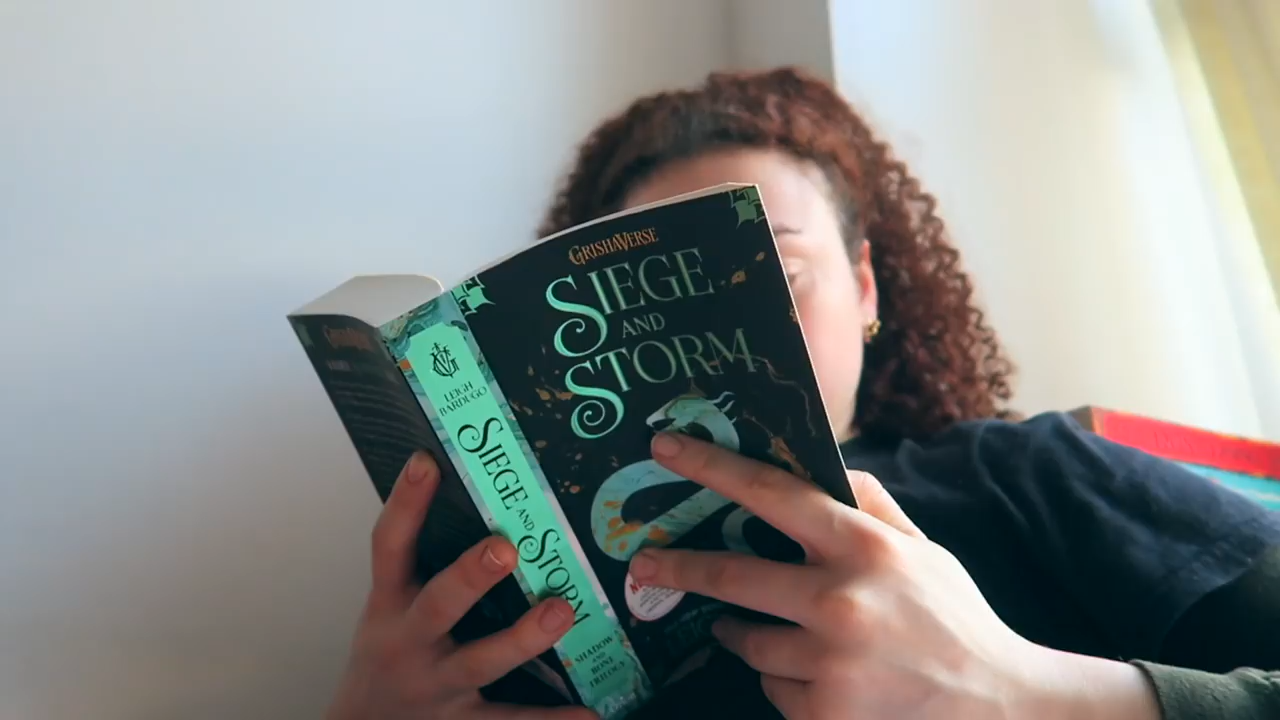 GRISHAVERSE
SIEGE
AND
STORM
LEIGH
BARDUGO
SIEGE AND STORM
SHADOW
AND
BONE
TRILOGY